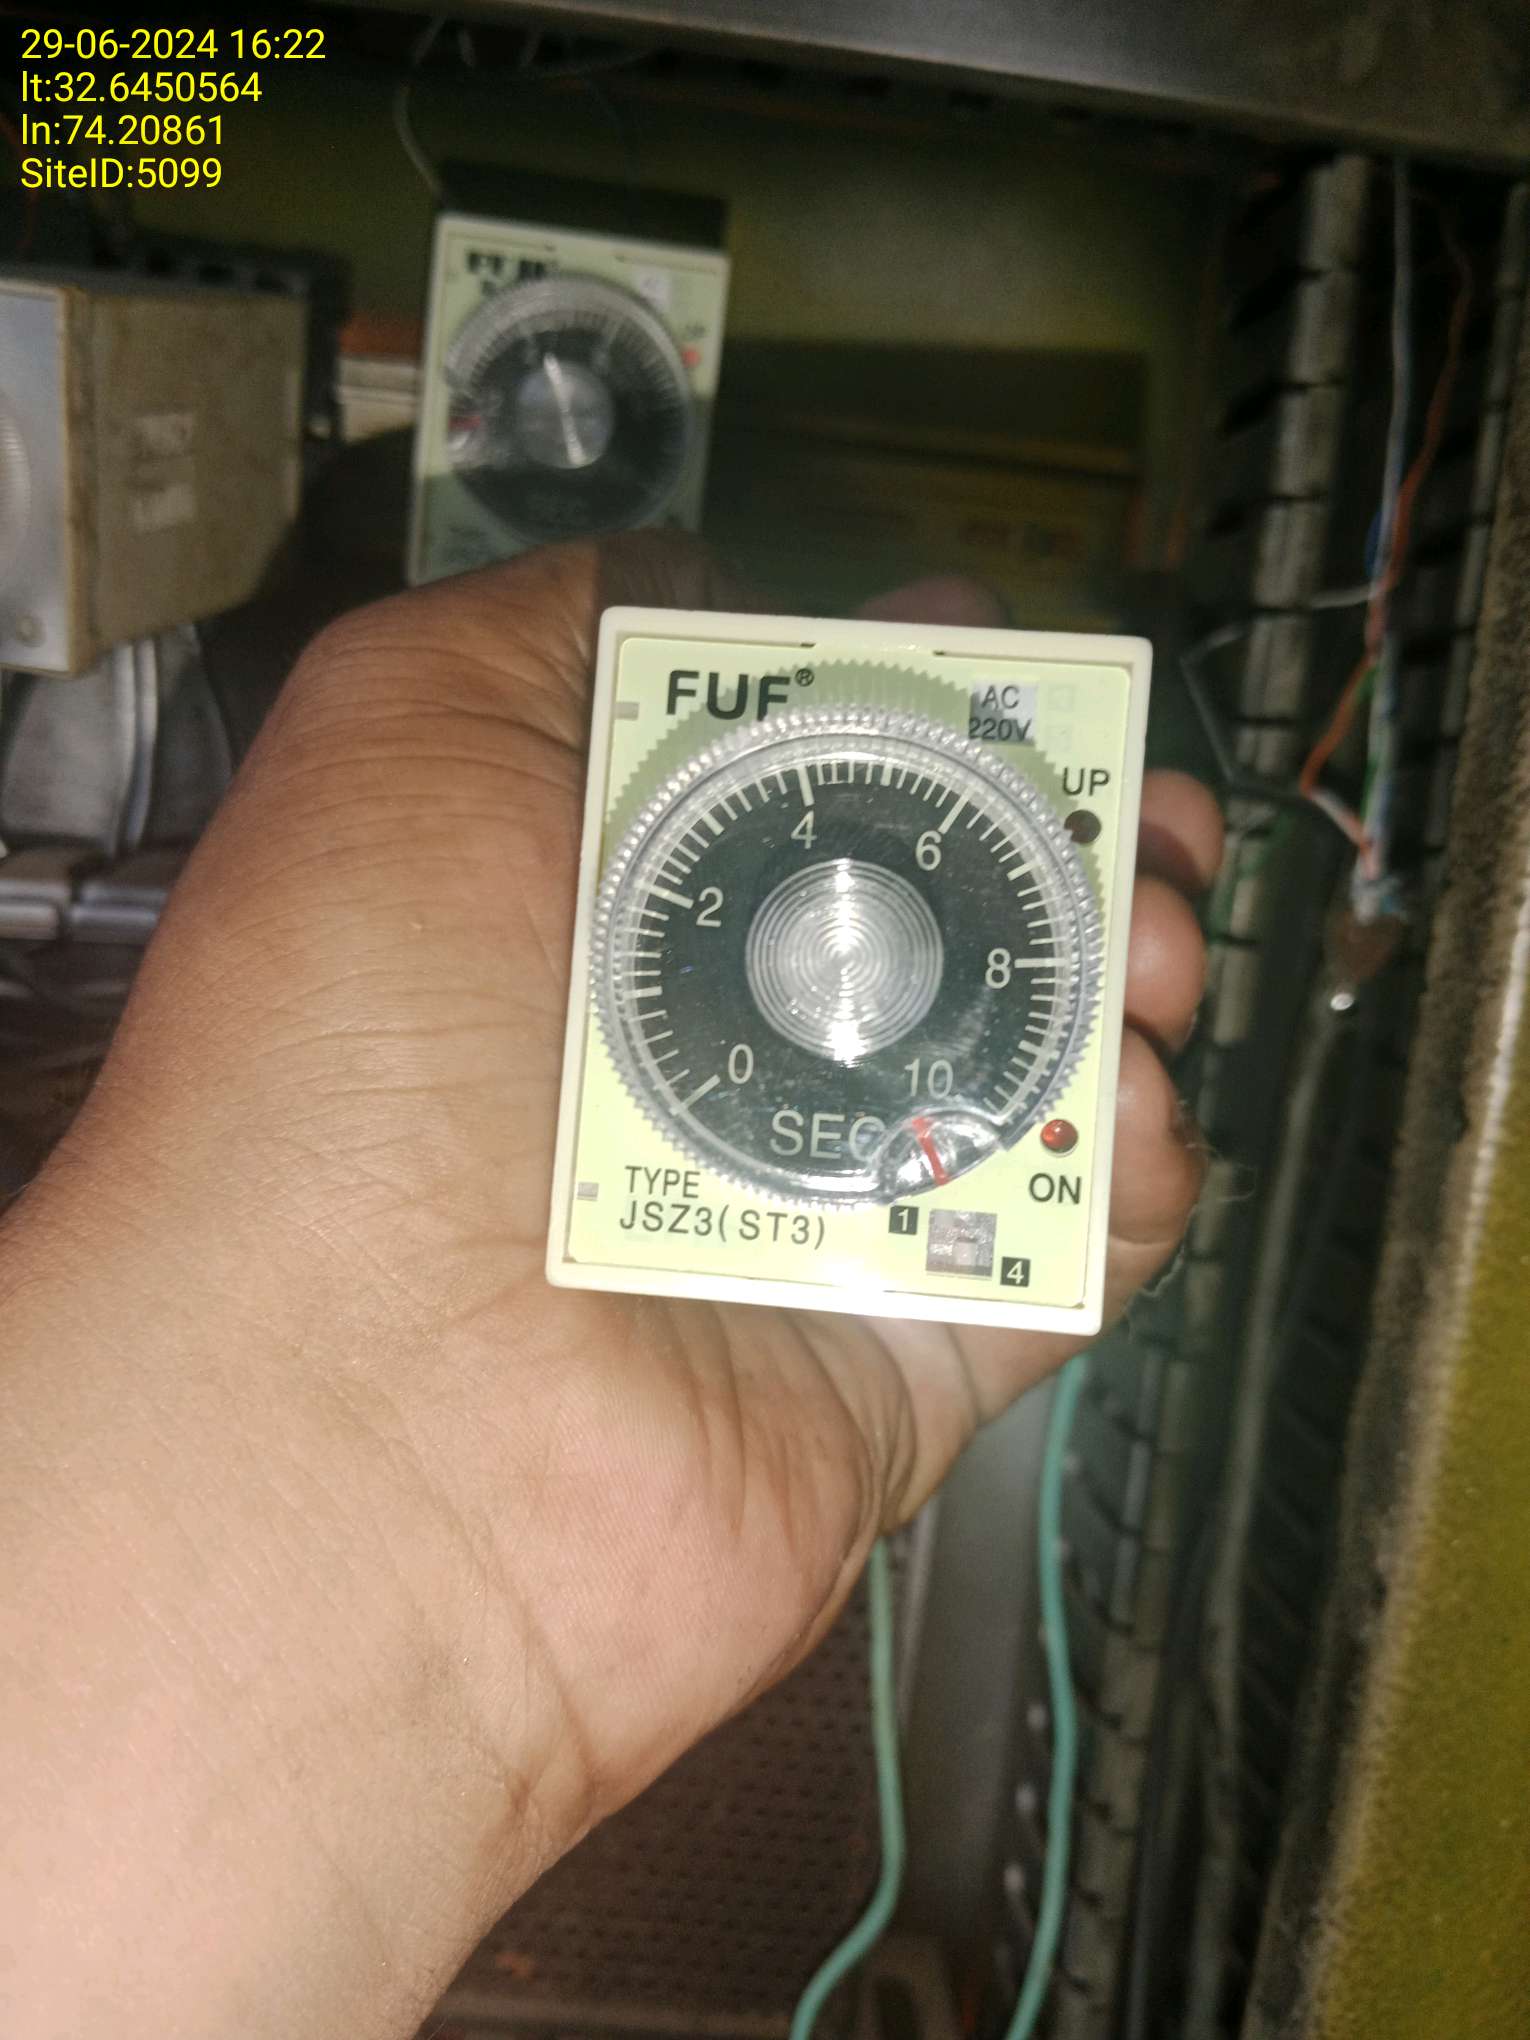 29-06-2024 16:22
lt:32.6450564
ln:74.20861
SiteID:5099
FUF®
AC
220V
UP
4
6
2
8
0
10
SEC
ON
TYPE
JSZ3(ST3)
1
4